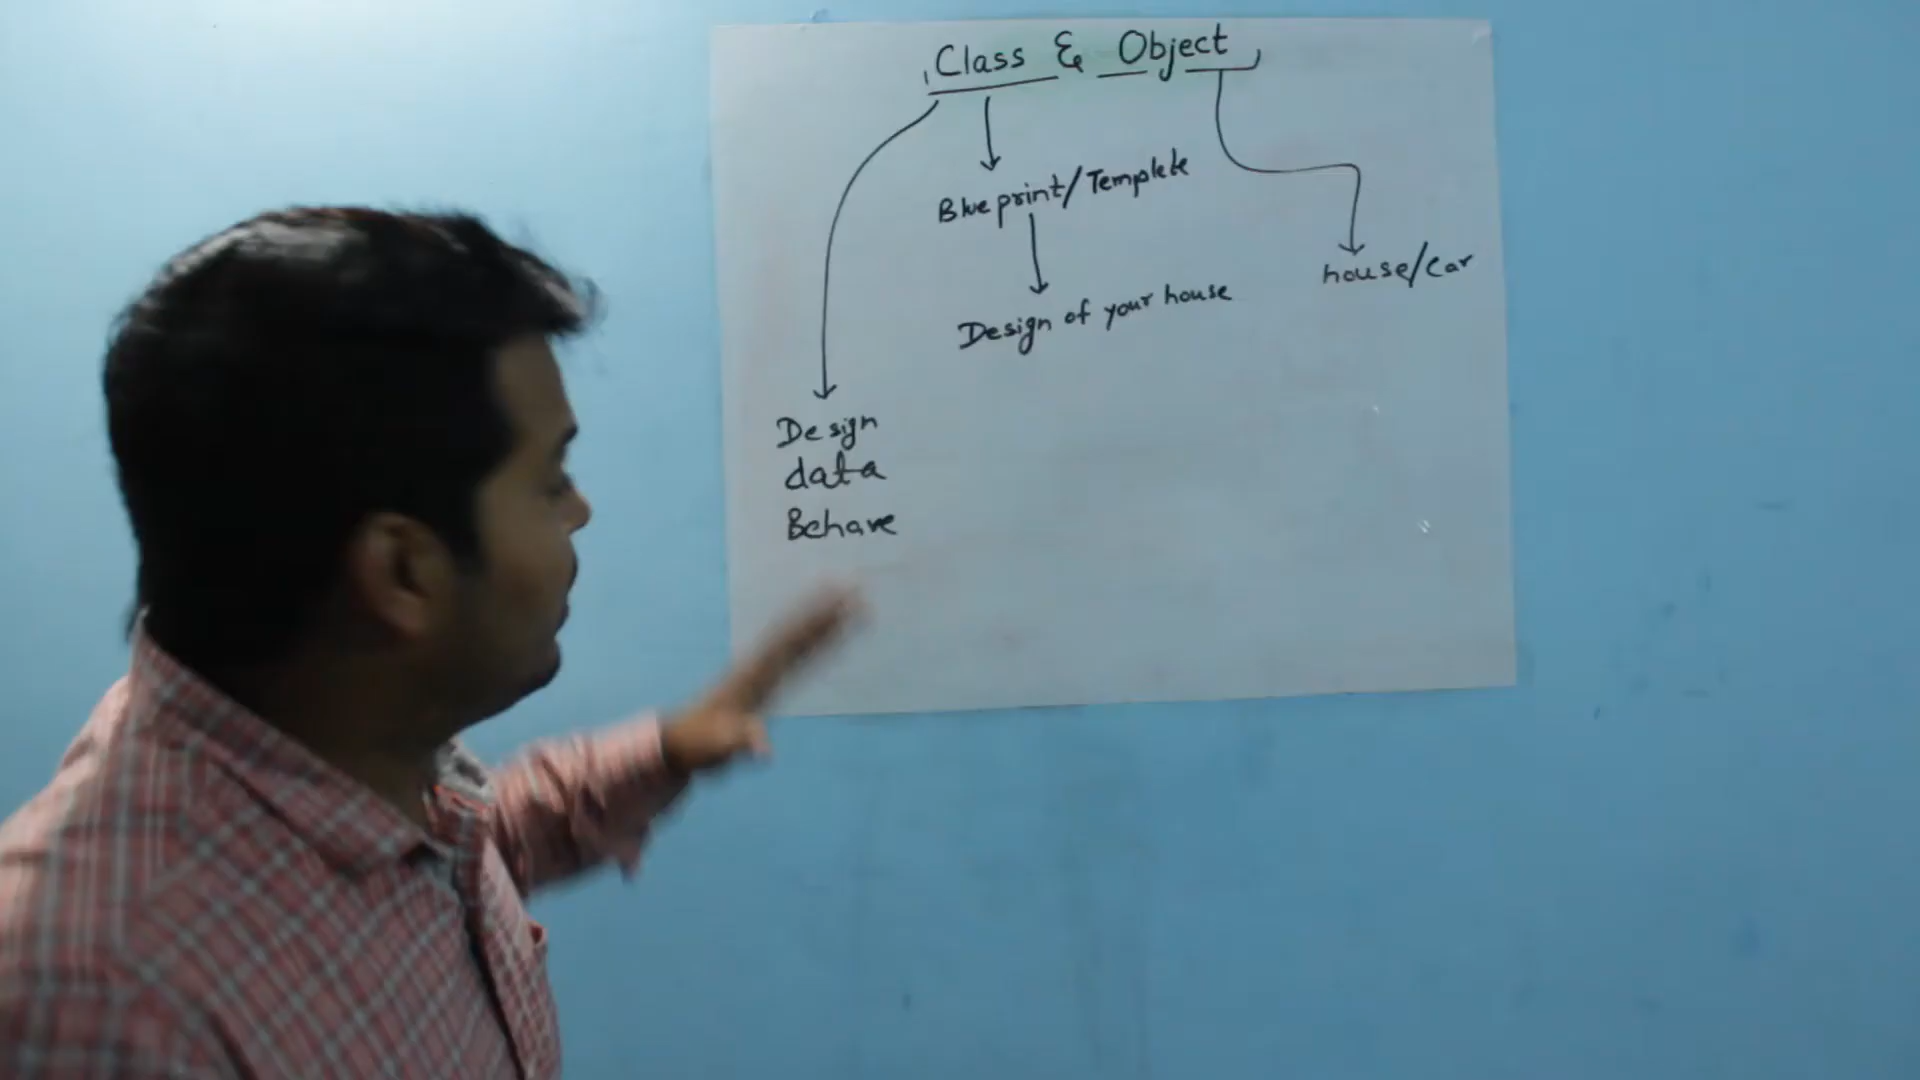 Class & Object
Blueprint/Templete
Design of your house
house/Car
Design
data
Behave